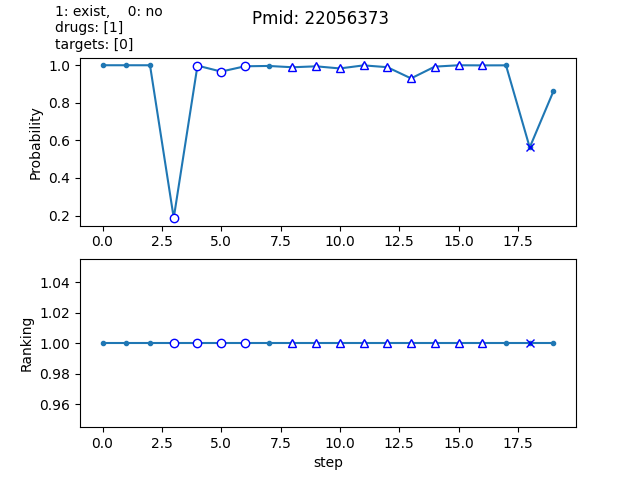 1: exist,    0: no
drugs: [1]
targets: [0]
Pmid: 22056373
1.0
0.8
0.6
0.4
0.2
Probability
0.0 2.5 5.0 7.5 10.0 12.5 15.0 17.5
1.04
1.02
1.00
0.98
0.96
Ranking
0.0 2.5 5.0 7.5 10.0 12.5 15.0 17.5
step